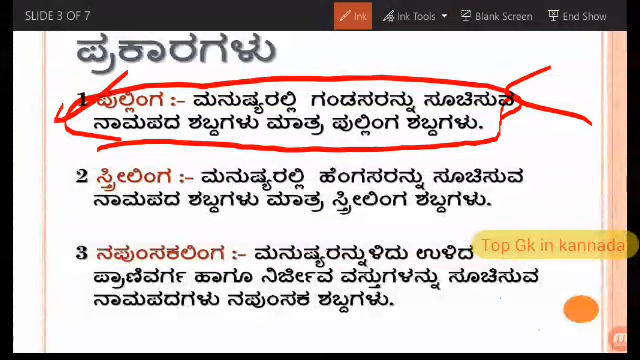 SLIDE 3 OF 7 Ink Ink Tools Blank Screen End Show
ಪ್ರಕಾರಗಳು
1 ಪುಲ್ಲಿಂಗ :- ಮನುಷ್ಯರಲ್ಲಿ ಗಂಡಸರನ್ನು ಸೂಚಿಸುವ
ನಾಮಪದ ಶಬ್ದಗಳು ಮಾತ್ರ ಪುಲ್ಲಿಂಗ ಶಬ್ದಗಳು.
2 ಸ್ತ್ರೀಲಿಂಗ :- ಮನುಷ್ಯರಲ್ಲಿ ಹೆಂಗಸರನ್ನು ಸೂಚಿಸುವ
ನಾಮಪದ ಶಬ್ದಗಳು ಮಾತ್ರ ಸ್ತ್ರೀಲಿಂಗ ಶಬ್ದಗಳು.
Top Gk in kannada
3 ನಪುಂಸಕಲಿಂಗ :- ಮನುಷ್ಯರನ್ನುಳಿದು ಉಳಿದ
ಪ್ರಾಣಿವರ್ಗ ಹಾಗೂ ನಿರ್ಜೀವ ವಸ್ತುಗಳನ್ನು ಸೂಚಿಸುವ
ನಾಮಪದಗಳು ನಪುಂಸಕ ಶಬ್ದಗಳು.